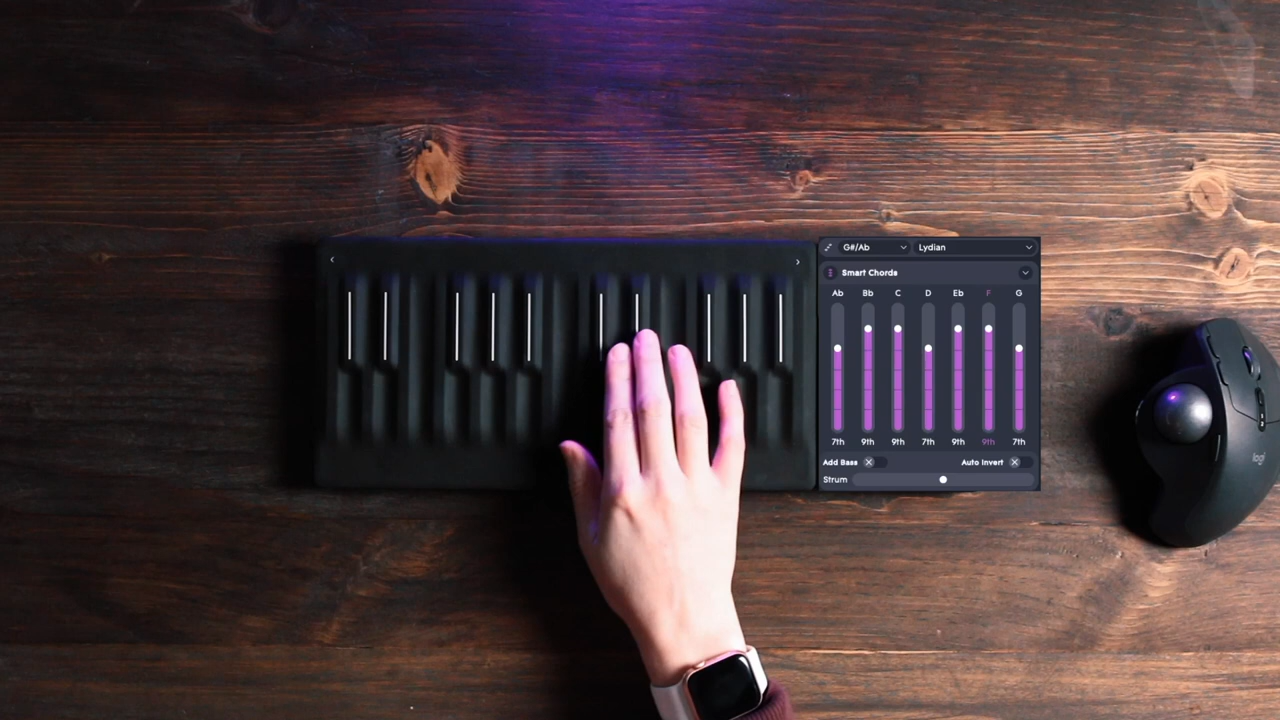 G#/Ab Lydian
Smart Chords
Ab Bb C D Eb F G
7th 9th 9th 7th 9th 9th 7th
Add Bass Auto Invert
Strum
logi